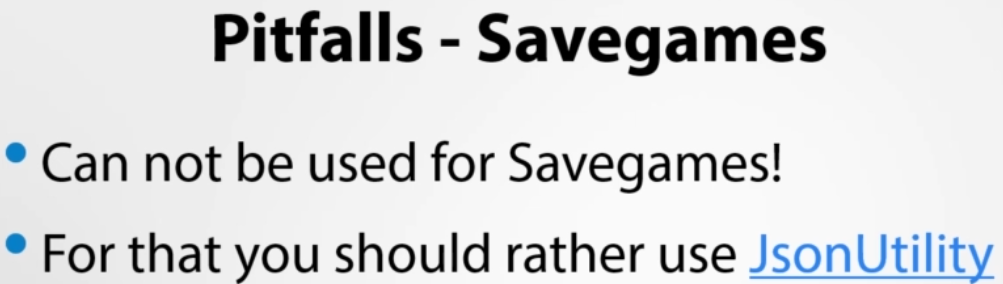 Pitfalls - Savegames
• Can not be used for Savegames!
• For that you should rather use JsonUtility